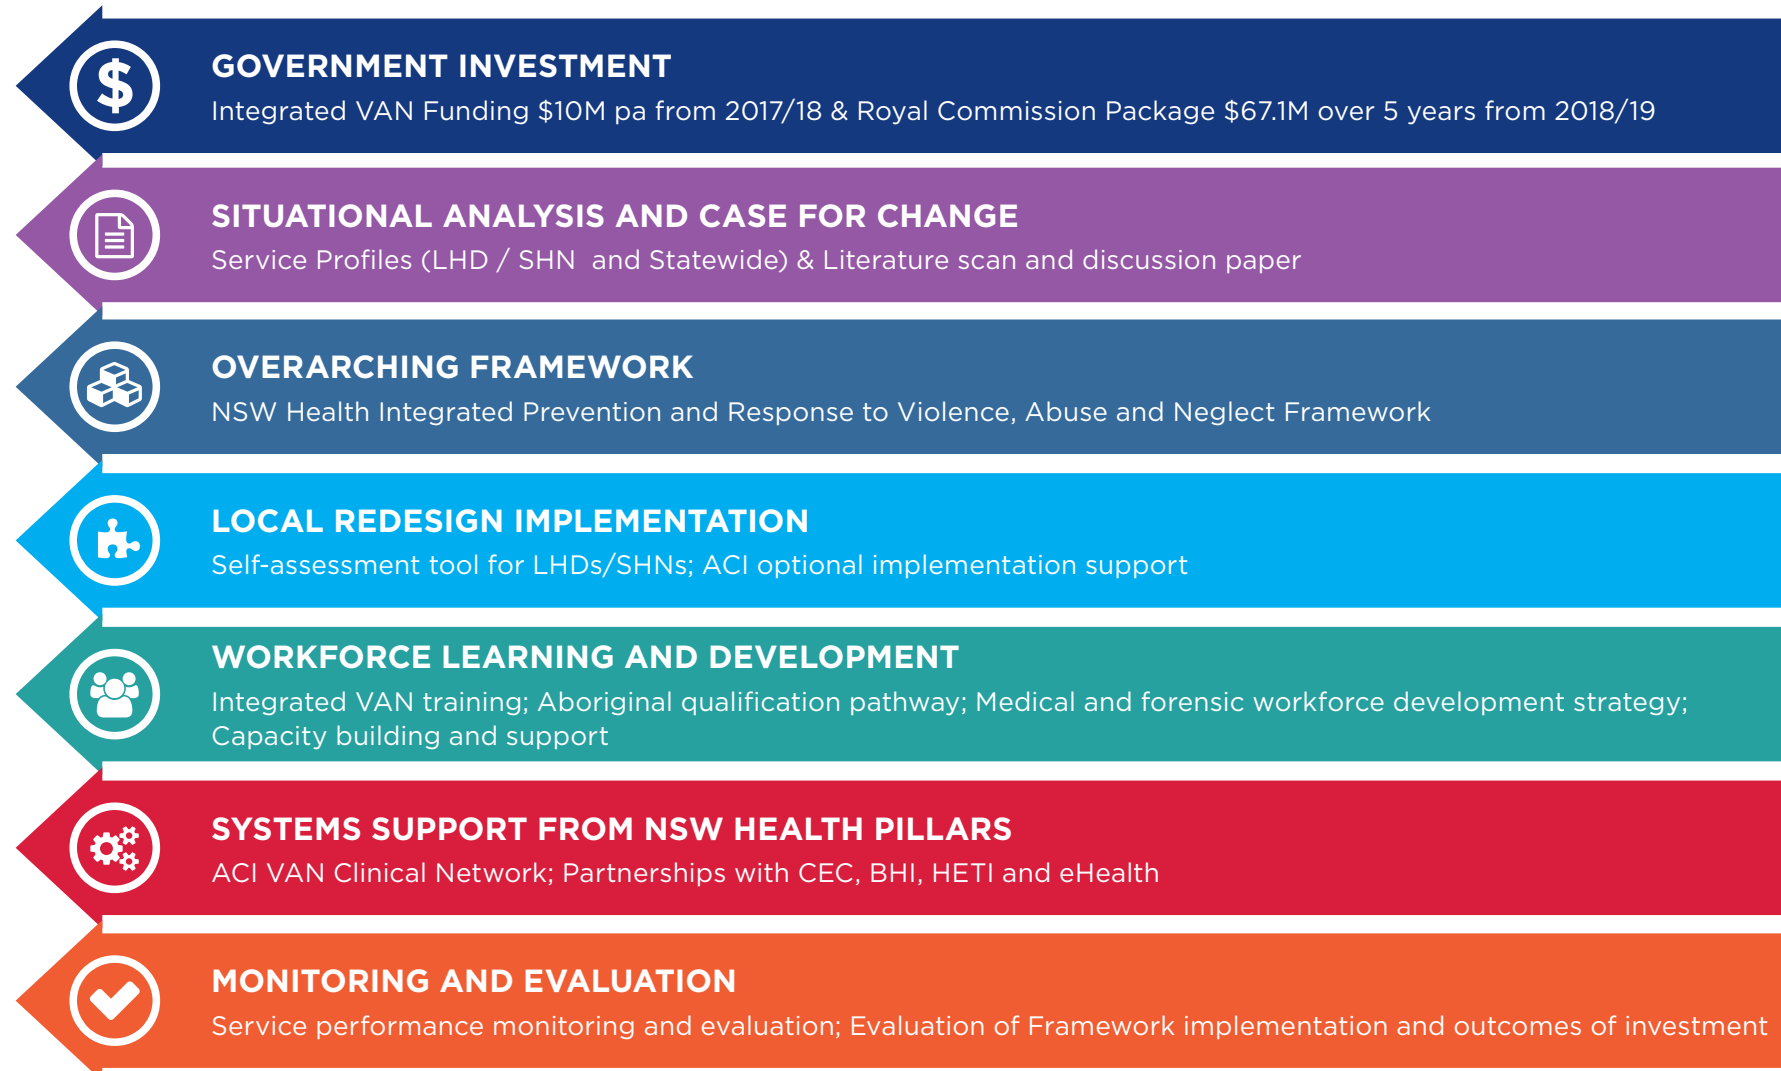 GOVERNMENT INVESTMENT
Integrated VAN Funding $10M pa from 2017/18 & Royal Commission Package $67.1M over 5 years from 2018/19
SITUATIONAL ANALYSIS AND CASE FOR CHANGE
Service Profiles (LHD / SHN and Statewide) & Literature scan and discussion paper
OVERARCHING FRAMEWORK
NSW Health Integrated Prevention and Response to Violence, Abuse and Neglect Framework
LOCAL REDESIGN IMPLEMENTATION
Self-assessment tool for LHDs/SHNs; ACI optional implementation support
WORKFORCE LEARNING AND DEVELOPMENT
Integrated VAN training; Aboriginal qualification pathway; Medical and forensic workforce development strategy;
Capacity building and support
SYSTEMS SUPPORT FROM NSW HEALTH PILLARS
ACI VAN Clinical Network; Partnerships with CEC, BHI, HETI and eHealth
MONITORING AND EVALUATION
Service performance monitoring and evaluation; Evaluation of Framework implementation and outcomes of investment